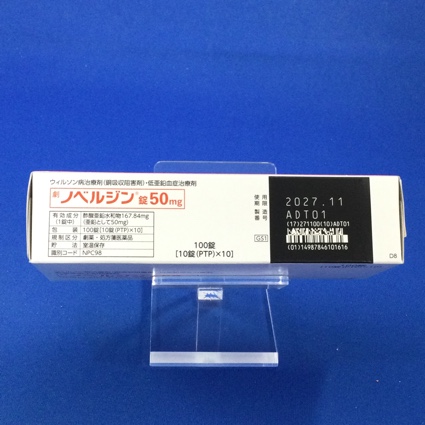 ウィルソン病治療剤(銅吸収阻害剤)・低亜鉛血症治療剤
劇 ノベルジン®錠50mg
有効成分 酢酸亜鉛水和物167.84mg
(1錠中) (亜鉛として50mg)
包装 100錠[10錠(PTP)×10]
規制区分 劇薬・処方箋医薬品
貯法 室温保存
識別コード NPC98
100錠
[10錠(PTP)×10]
GS1
使用
期限
製造
番号
2027.11
ADT01
(17)271100(10)ADT01
(01)14987846101616
D8